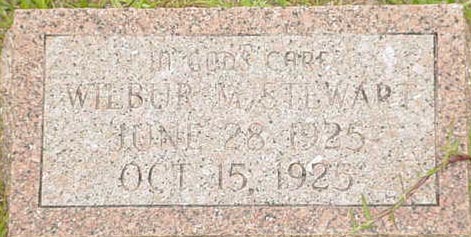 IN GOD'S CARE
WILBUR M. STEWART
JUNE 28, 1925
OCT. 15, 1925